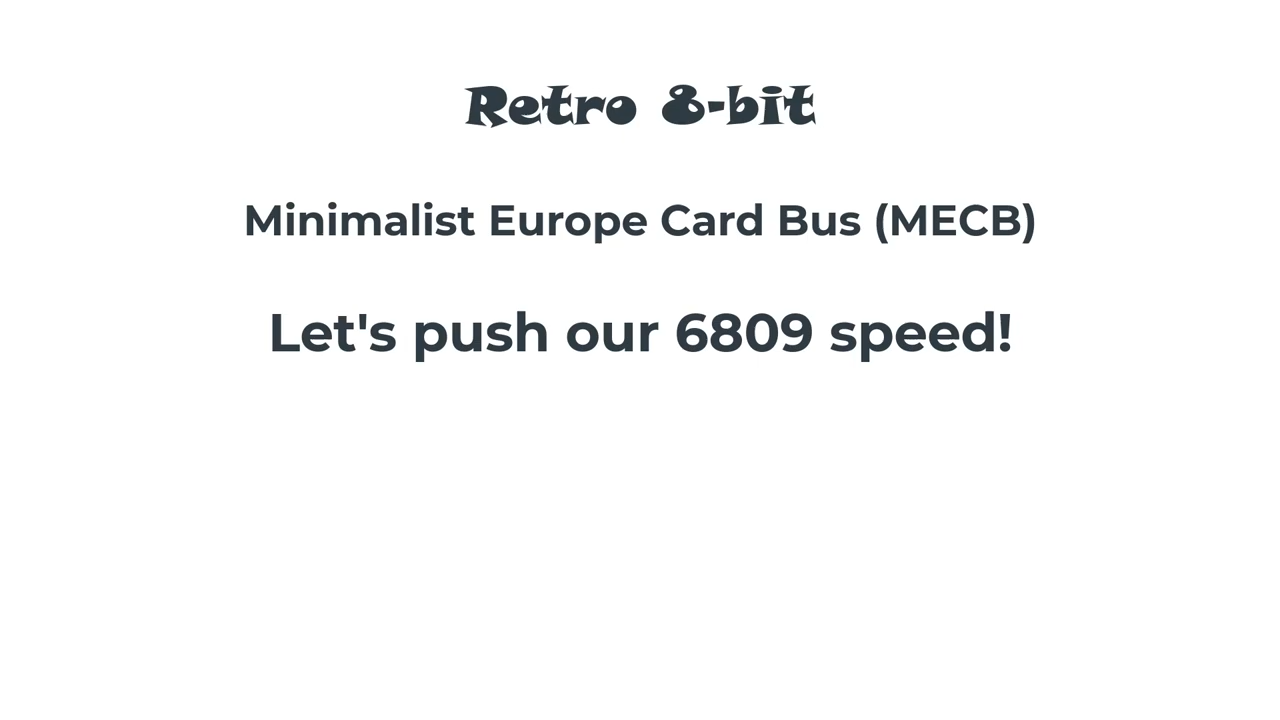 Retro 8-bit
Minimalist Europe Card Bus (MECB)
Let's push our 6809 speed!